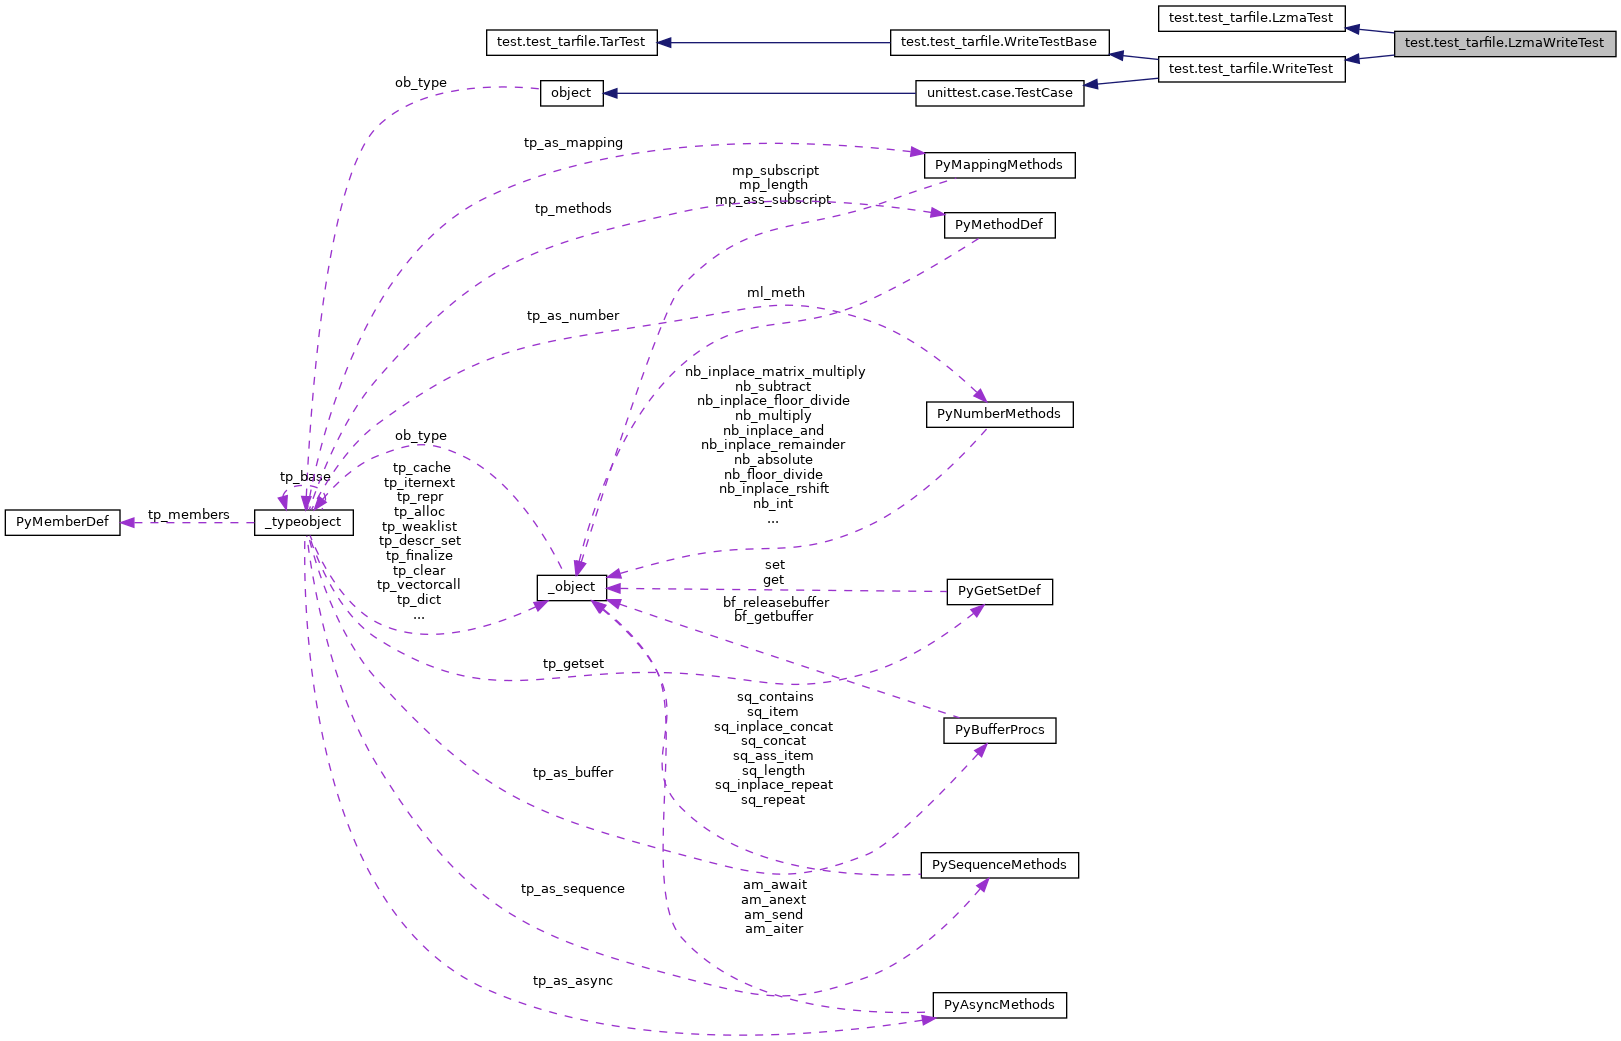 test.test_tarfile.LzmaTest
test.test_tarfile.TarTest
test.test_tarfile.WriteTestBase
test.test_tarfile.LzmaWriteTest
test.test_tarfile.WriteTest
ob_type
object
unittest.case.TestCase
tp_as_mapping
PyMappingMethods
mp_subscript
mp_length
mp_ass_subscript
tp_methods
PyMethodDef
ml_meth
tp_as_number
nb_inplace_matrix_multiply
nb_subtract
nb_inplace_floor_divide
nb_multiply
nb_inplace_and
nb_inplace_remainder
nb_absolute
nb_floor_divide
nb_inplace_rshift
nb_int
...
PyNumberMethods
ob_type
tp_base
tp_cache
tp_iternext
tp_repr
tp_alloc
tp_weaklist
tp_descr_set
tp_finalize
tp_clear
tp_vectorcall
tp_dict
...
PyMemberDef
tp_members
_typeobject
_object
set
get
PyGetSetDef
bf_releasebuffer
bf_getbuffer
tp_getset
sq_contains
sq_item
sq_inplace_concat
sq_concat
sq_ass_item
sq_length
sq_inplace_repeat
sq_repeat
PyBufferProcs
tp_as_buffer
PySequenceMethods
tp_as_sequence
am_await
am_anext
am_send
am_aiter
tp_as_async
PyAsyncMethods